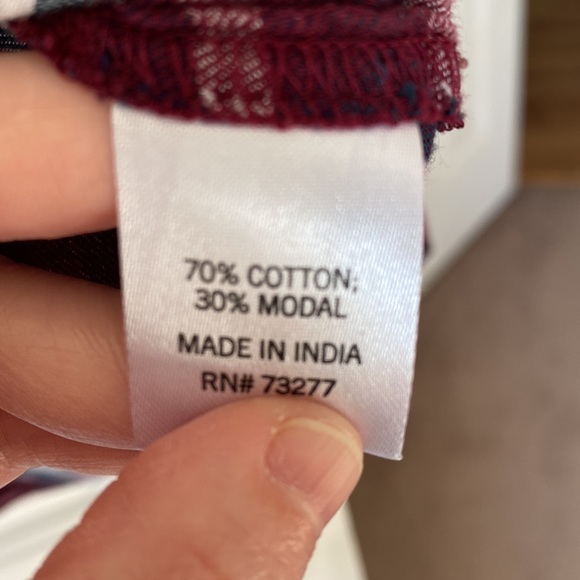 70% COTTON;
30% MODAL
MADE IN INDIA
RN# 73277